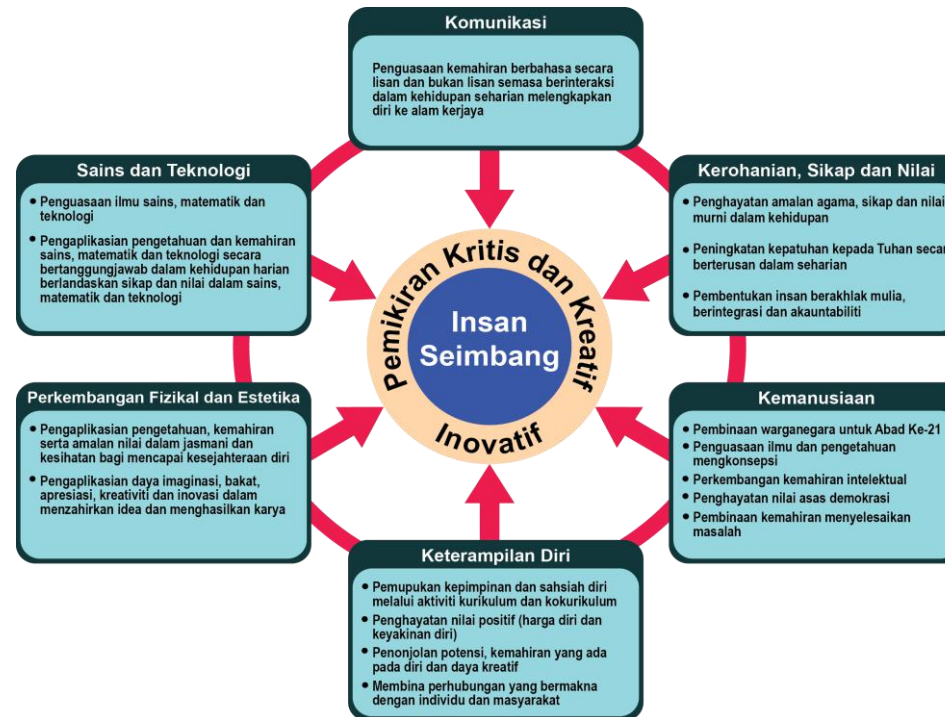 Komunikasi
Penguasaan kemahiran berbahasa secara
lisan dan bukan lisan semasa berinteraksi
dalam kehidupan seharian melengkapkan
diri ke alam kerjaya
Sains dan Teknologi
• Penguasaan ilmu sains, matematik dan
teknologi
• Pengaplikasian pengetahuan dan kemahiran
sains, matematik dan teknologi secara
bertanggungjawab dalam kehidupan harian
berlandaskan sikap dan nilai dalam sains,
matematik dan teknologi
Kerohanian, Sikap dan Nilai
• Penghayatan amalan agama, sikap dan nilai
murni dalam kehidupan
• Peningkatan kepatuhan kepada Tuhan secar
berterusan dalam seharian
• Pembentukan insan berakhlak mulia,
berintegrasi dan akauntabiliti
Pemikiran Kritis dan Kreatif
Insan
Seimbang
Inovatif
Perkembangan Fizikal dan Estetika
• Pengaplikasian pengetahuan, kemahiran
serta amalan nilai dalam jasmani dan
kesihatan bagi mencapai kesejahteraan diri
• Pengaplikasian daya imaginasi, bakat,
apresiasi, kreativiti dan inovasi dalam
menzahirkan idea dan menghasilkan karya
Kemanusiaan
• Pembinaan warganegara untuk Abad Ke-21
• Penguasaan ilmu dan pengetahuan
mengkonsepsi
• Perkembangan kemahiran intelektual
• Penghayatan nilai asas demokrasi
• Pembinaan kemahiran menyelesaikan
masalah
Keterampilan Diri
• Pemupukan kepimpinan dan sahsiah diri
melalui aktiviti kurikulum dan kokurikulum
• Penghayatan nilai positif (harga diri dan
keyakinan diri)
• Penonjolan potensi, kemahiran yang ada
pada diri dan daya kreatif
• Membina perhubungan yang bermakna
dengan individu dan masyarakat